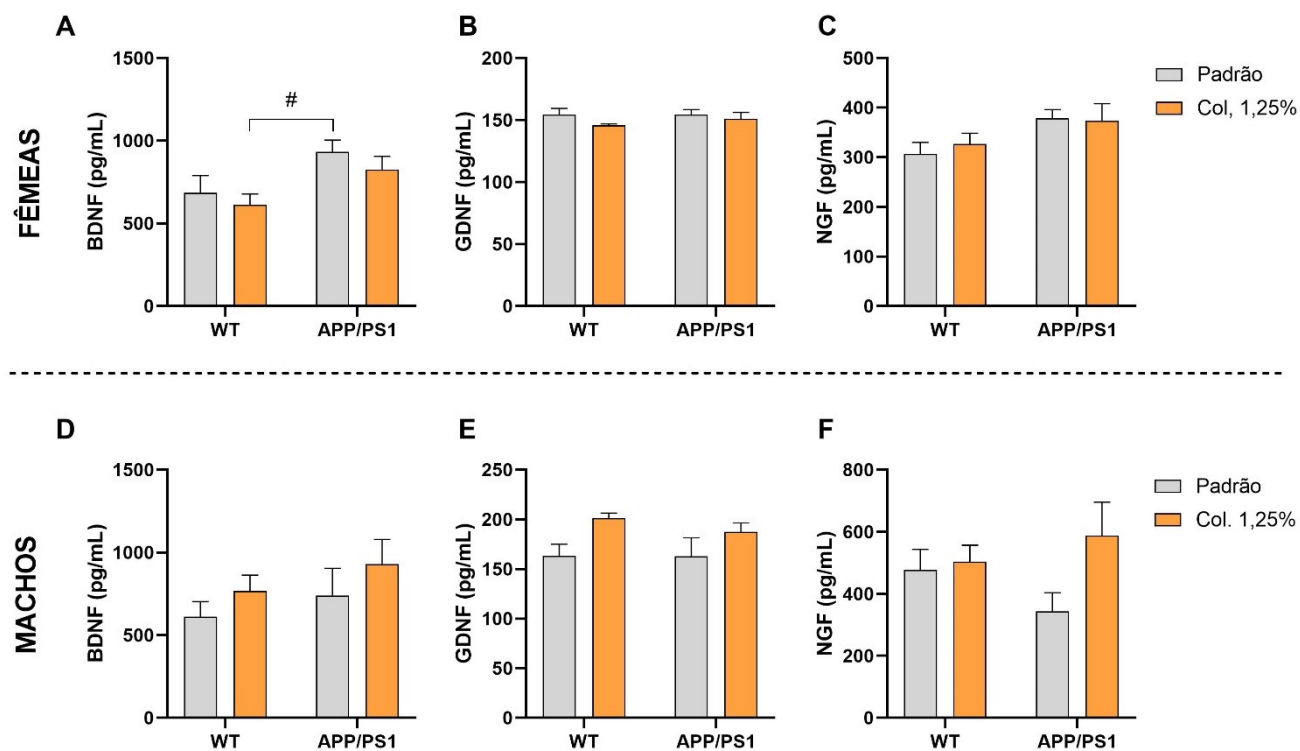 FÊMEAS
A
BDNF (pg/mL)
1500
1000
500
0
#
WT
APP/PS1
B
GDNF (pg/mL)
200
150
100
50
0
WT
APP/PS1
C
NGF (pg/mL)
500
400
300
200
100
0
WT
APP/PS1
Padrão
Col, 1,25%
MACHOS
D
BDNF (pg/mL)
1500
1000
500
0
WT
APP/PS1
E
GDNF (pg/mL)
250
200
150
100
50
0
WT
APP/PS1
F
NGF (pg/mL)
800
600
400
200
0
WT
APP/PS1
Padrão
Col. 1,25%